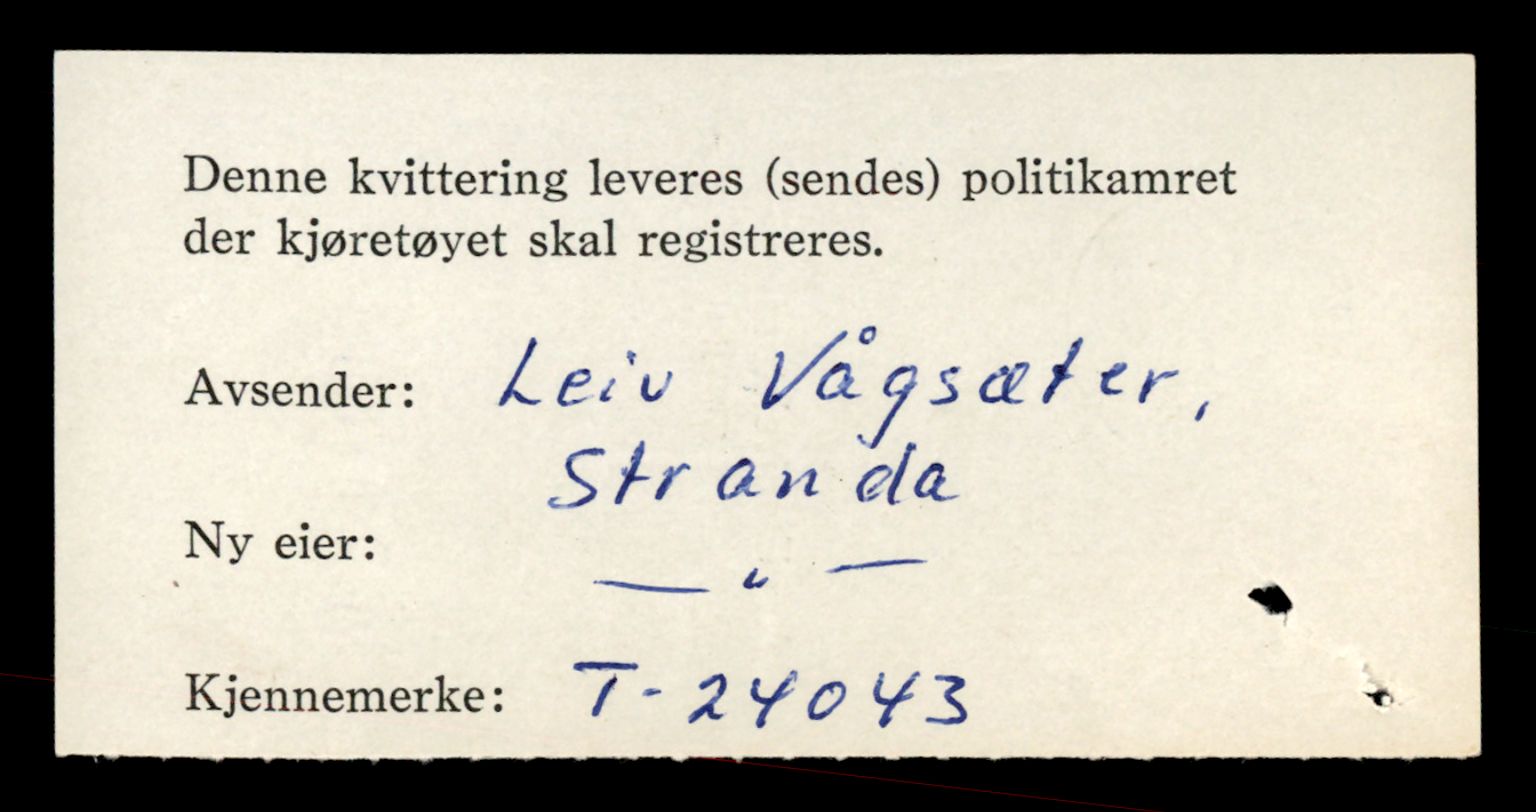 Denne kvittering leveres (sendes) politikamret
der kjøretøyet skal registreres.
Avsender: Leiv Vågsæter,
Stranda
Ny eier:
— " —
Kjennemerke: T-24043